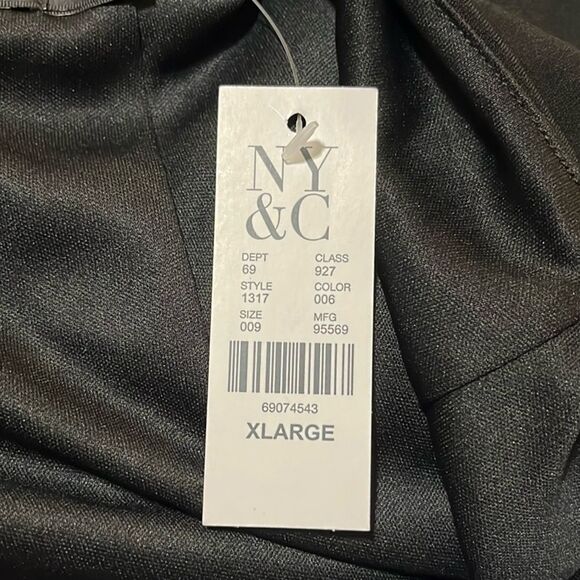 NY
&C
DEPT CLASS
69 927
STYLE COLOR
1317 006
SIZE MFG
009 95569
69074543
XLARGE